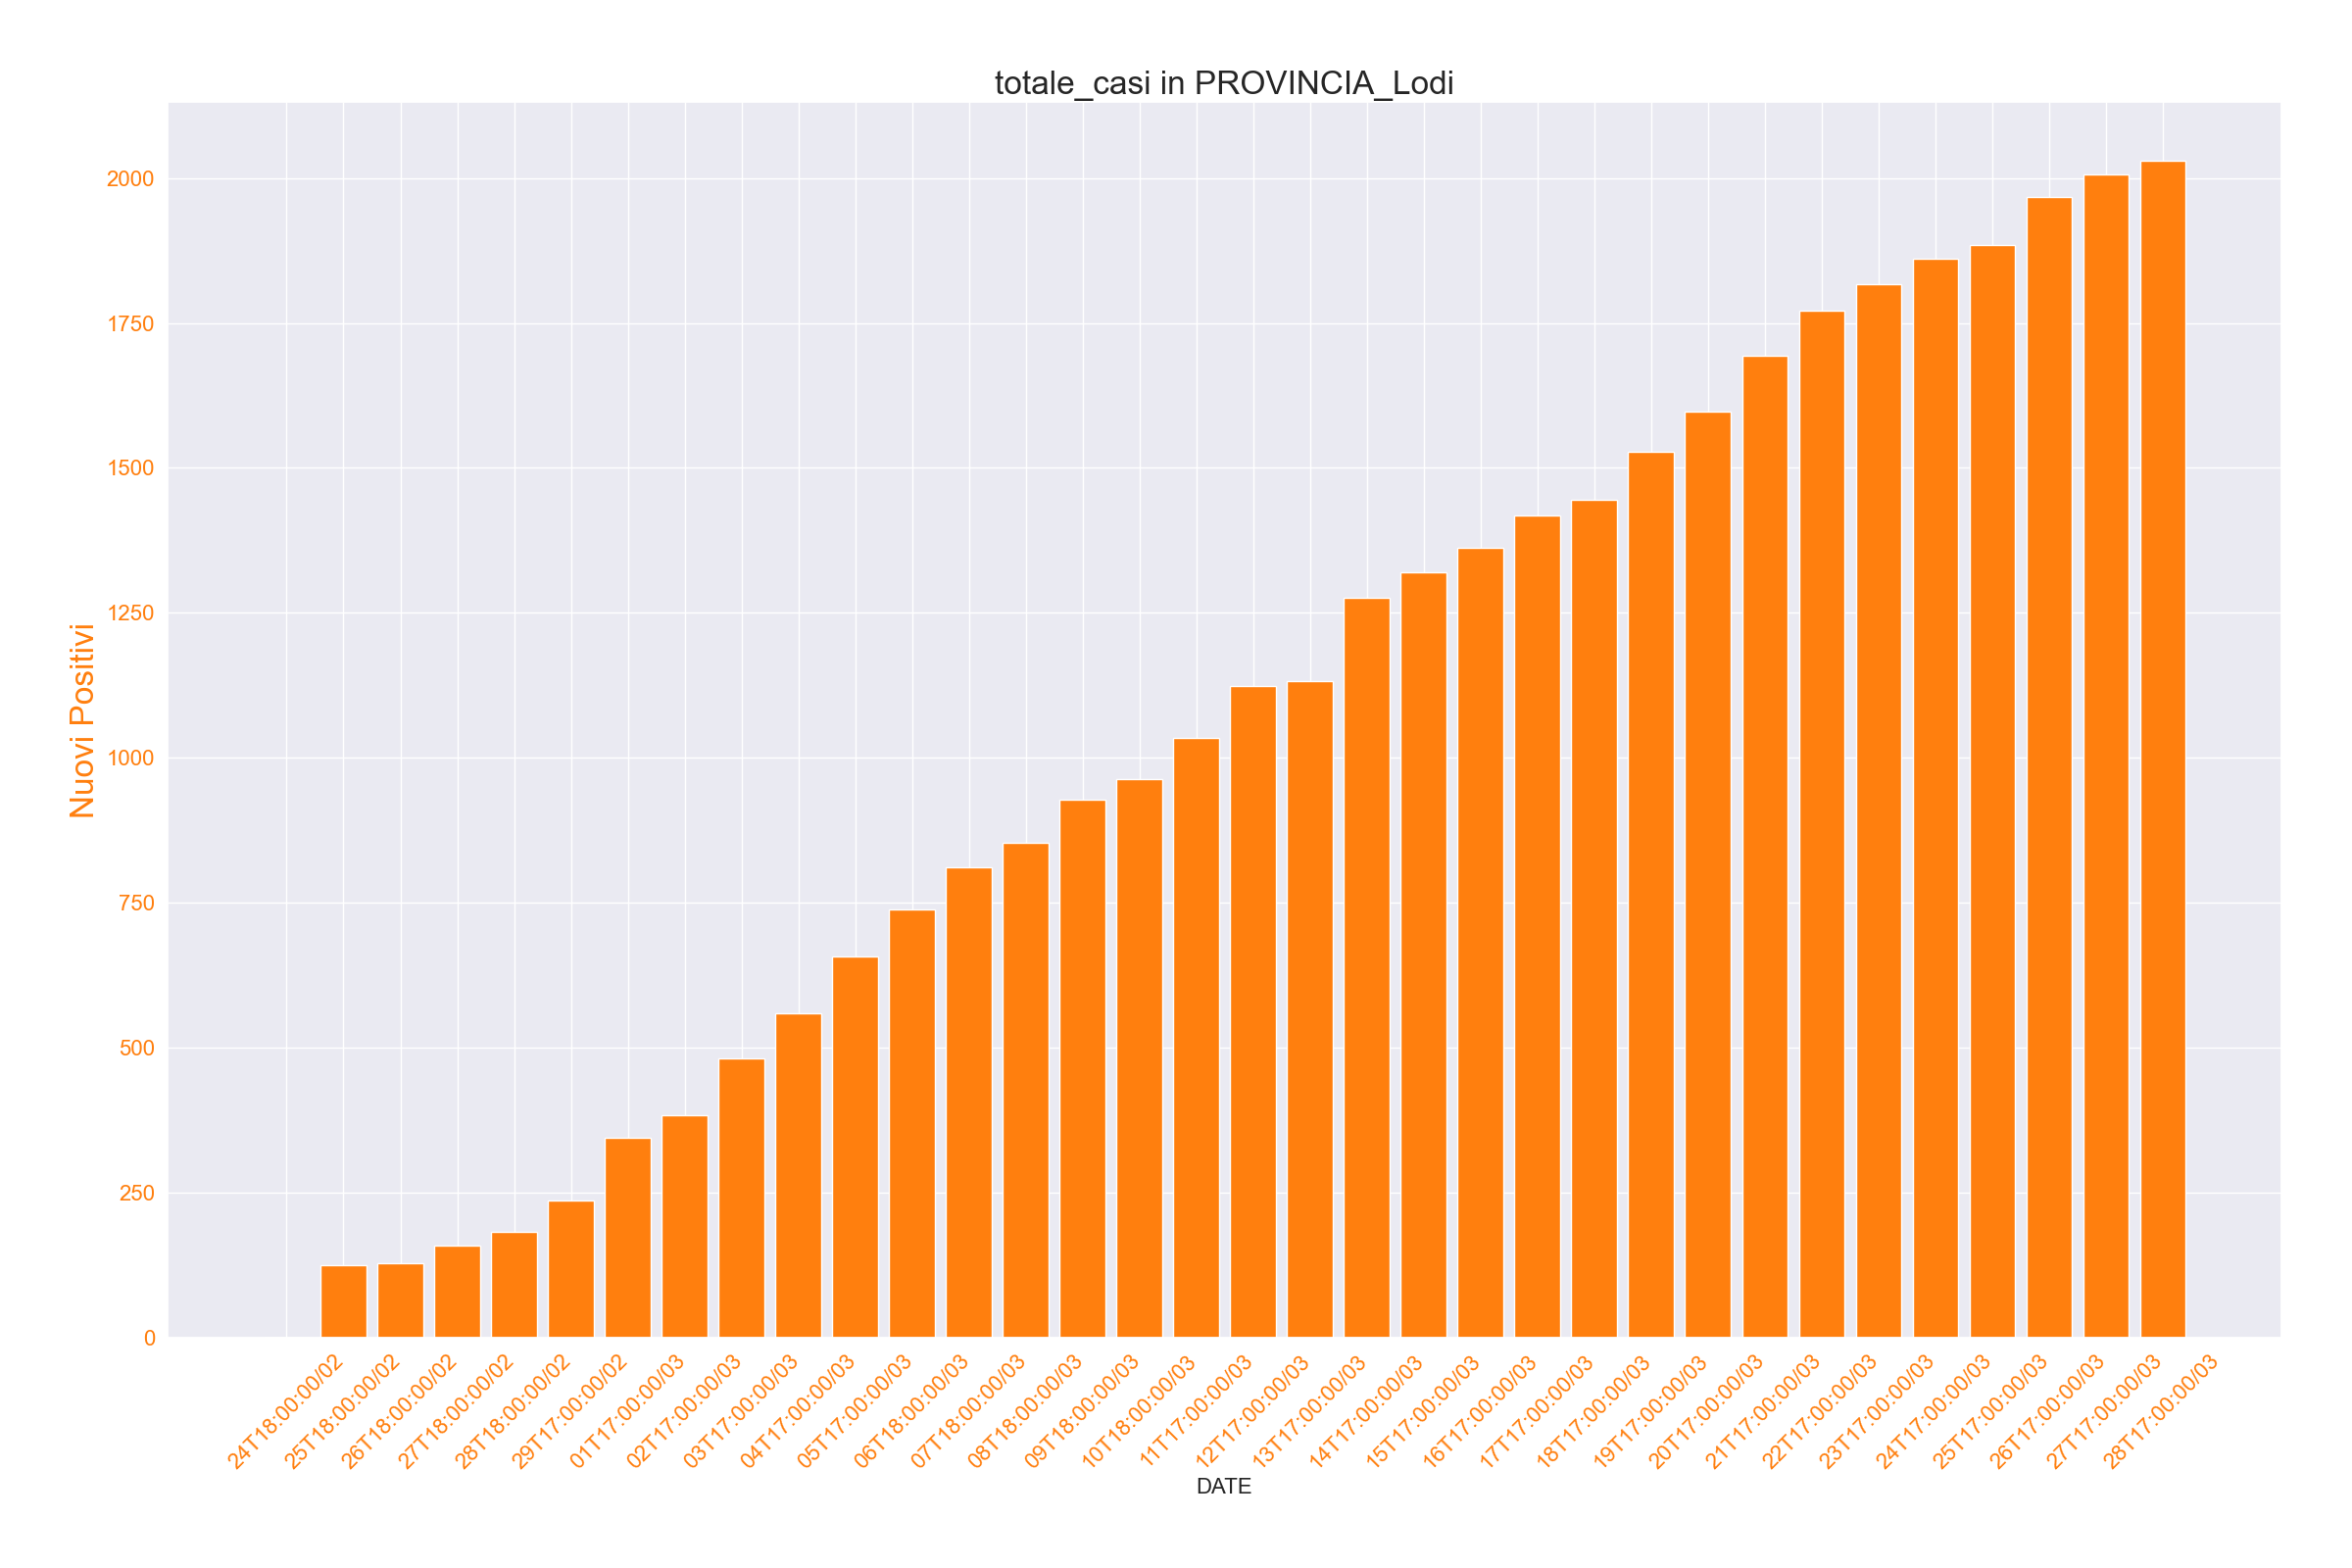 totale_casi in PROVINCIA_Lodi
Nuovi Positivi
2000
1750
1500
1250
1000
750
500
250
0
24T18:00:00/02
25T18:00:00/02
26T18:00:00/02
27T18:00:00/02
28T18:00:00/02
29T17:00:00/02
01T17:00:00/03
02T17:00:00/03
03T17:00:00/03
04T17:00:00/03
05T17:00:00/03
06T18:00:00/03
07T18:00:00/03
08T18:00:00/03
09T18:00:00/03
10T18:00:00/03
11T17:00:00/03
12T17:00:00/03
13T17:00:00/03
14T17:00:00/03
15T17:00:00/03
16T17:00:00/03
17T17:00:00/03
18T17:00:00/03
19T17:00:00/03
20T17:00:00/03
21T17:00:00/03
22T17:00:00/03
23T17:00:00/03
24T17:00:00/03
25T17:00:00/03
26T17:00:00/03
27T17:00:00/03
28T17:00:00/03
DATE